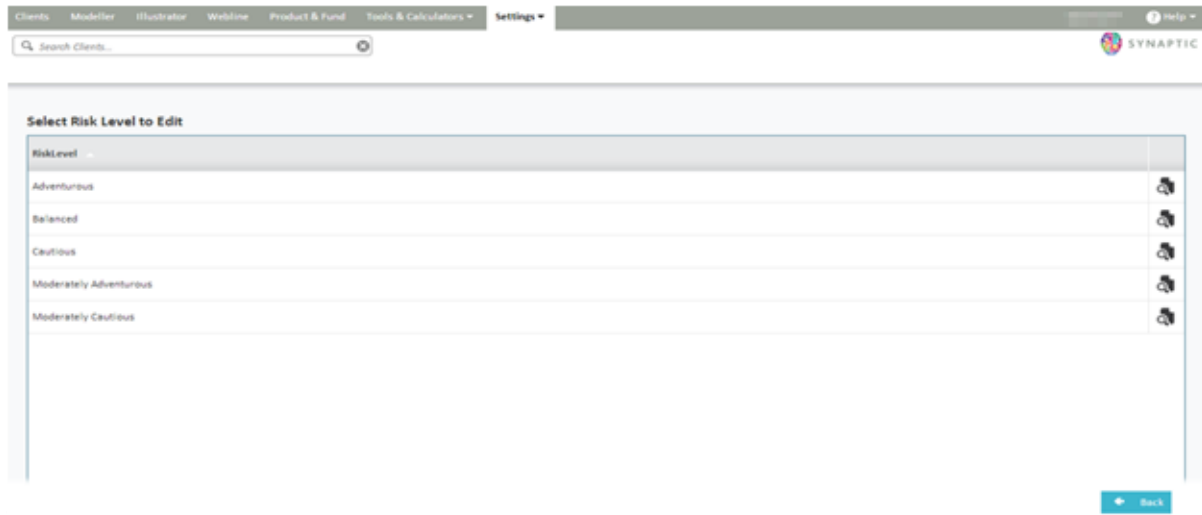 Clients Modeller Illustrator Webline Product & Fund Tools & Calculators Settings Help
Search Clients...
SYNAPTIC
Select Risk Level to Edit
RiskLevel
Adventurous
Balanced
Cautious
Moderately Adventurous
Moderately Cautious
Back